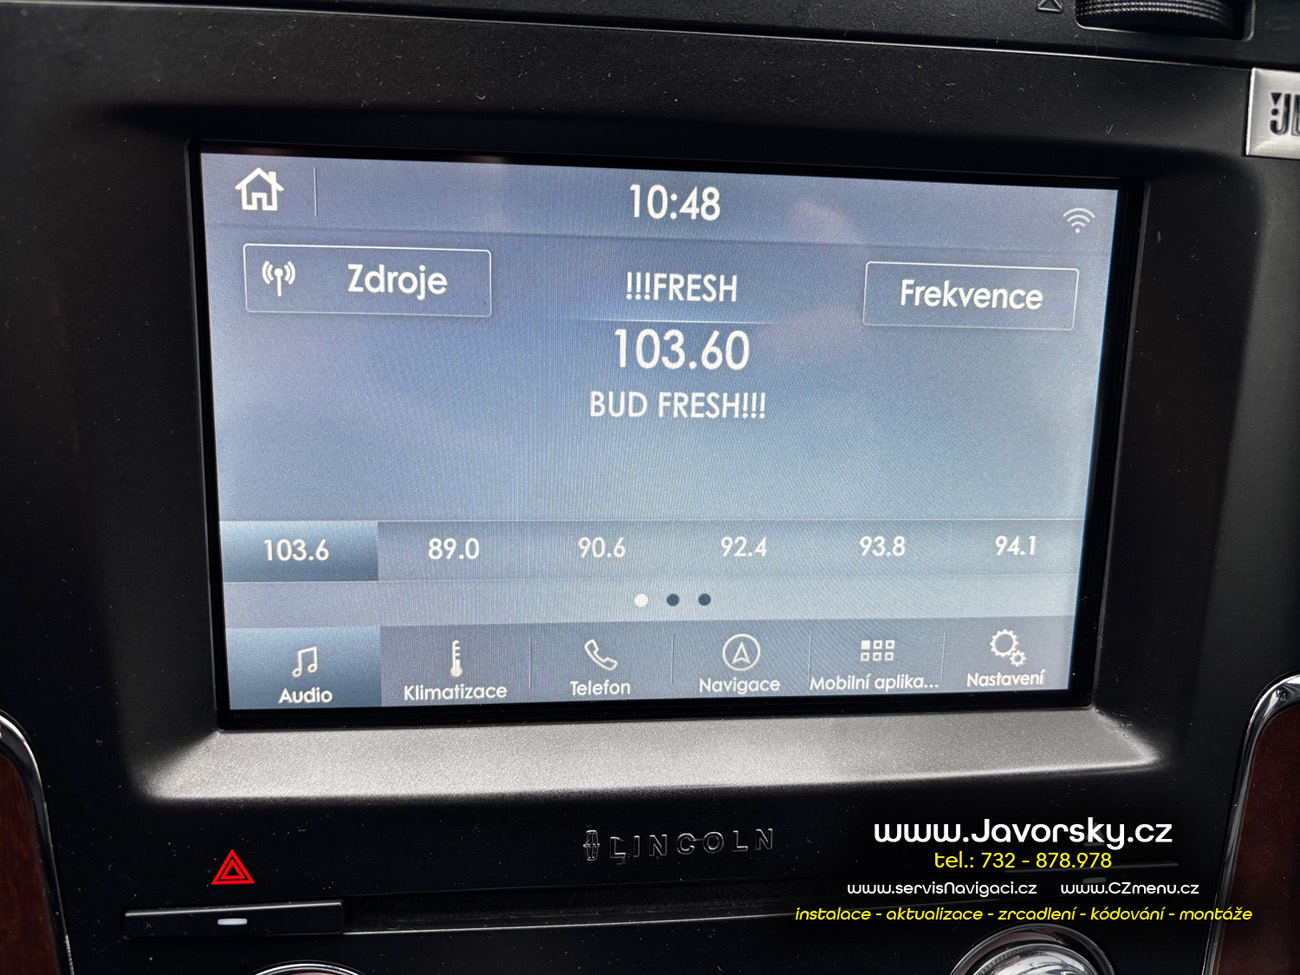 10:48
Zdroje
!!!FRESH
Frekvence
103.60
BUD FRESH!!!
103.6 89.0 90.6 92.4 93.8 94.1
Audio Klimatizace Telefon Navigace Mobilní aplika... Nastavení
LINCOLN
www.Javorsky.cz
tel.: 732 - 878.978
www.servisNavigaci.cz www.CZmenu.cz
instalace - aktualizace - zrcadlení - kódování - montáže